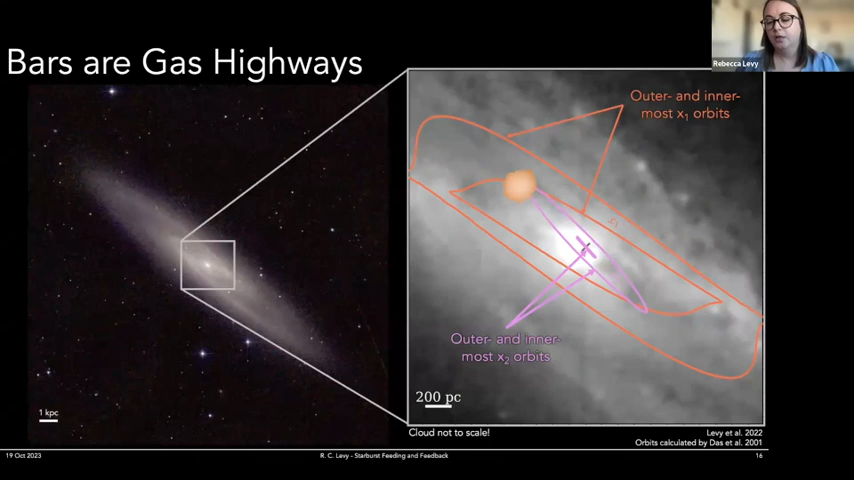 Rebecca Levy
Bars are Gas Highways
Outer- and inner-
most x₁ orbits
Outer- and inner-
most x₂ orbits
1 kpc
200 pc
Cloud not to scale!
Levy et al. 2022
Orbits calculated by Das et al. 2001
19 Oct 2023
R. C. Levy - Starburst Feeding and Feedback
16